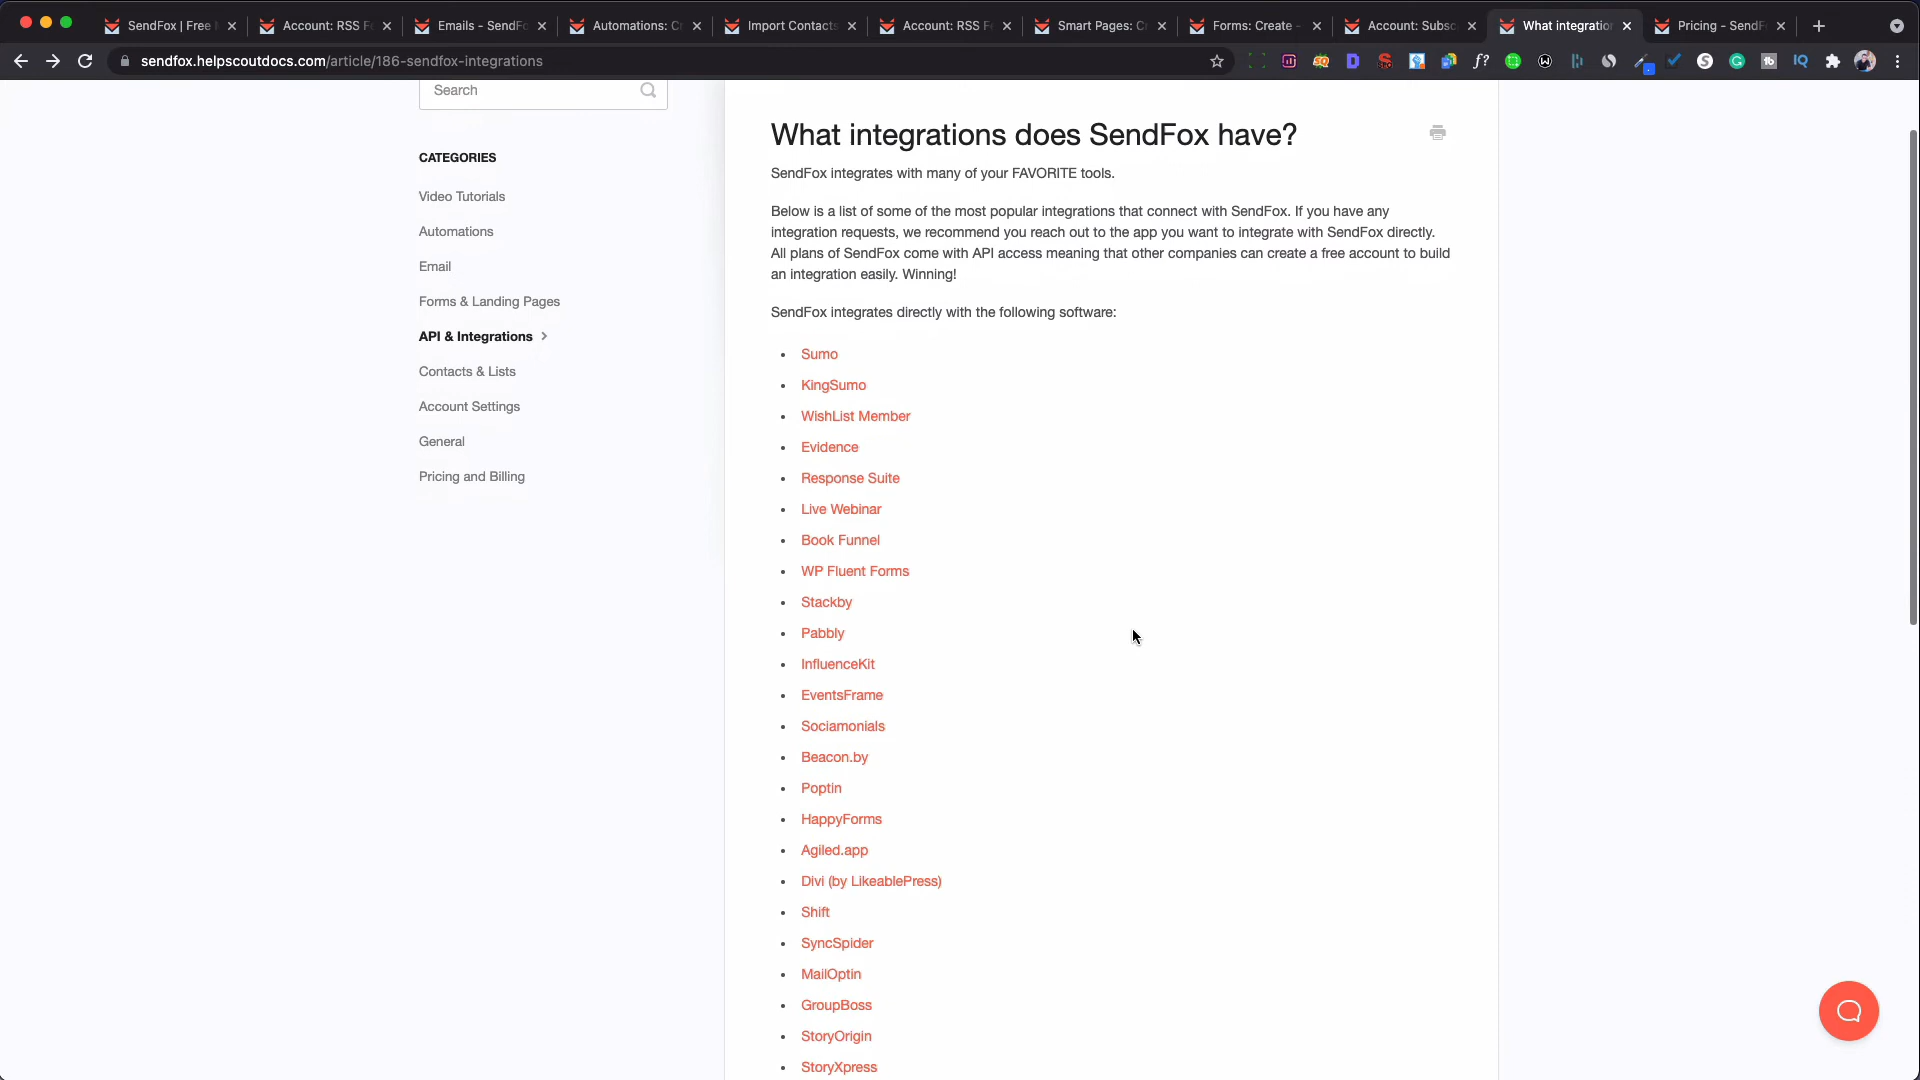 SendFox | Free
Account: RSS Fe
Emails - SendFo
Automations: Cr
Import Contacts
Account: RSS Fe
Smart Pages: Cr
Forms: Create -
Account: Subsc
What integration
Pricing - SendF
sendfox.helpscoutdocs.com/article/186-sendfox-integrations
Search
CATEGORIES
Video Tutorials
Automations
Email
Forms & Landing Pages
API & Integrations
Contacts & Lists
Account Settings
General
Pricing and Billing
What integrations does SendFox have?
SendFox integrates with many of your FAVORITE tools.
Below is a list of some of the most popular integrations that connect with SendFox. If you have any
integration requests, we recommend you reach out to the app you want to integrate with SendFox directly.
All plans of SendFox come with API access meaning that other companies can create a free account to build
an integration easily. Winning!
SendFox integrates directly with the following software:
• Sumo
• KingSumo
• WishList Member
• Evidence
• Response Suite
• Live Webinar
• Book Funnel
• WP Fluent Forms
• Stackby
• Pabbly
• InfluenceKit
• EventsFrame
• Sociamonials
• Beacon.by
• Poptin
• HappyForms
• Agiled.app
• Divi (by LikeablePress)
• Shift
• SyncSpider
• MailOptin
• GroupBoss
• StoryOrigin
• StoryXpress